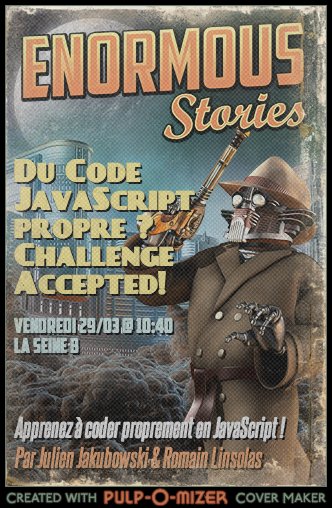 ENORMOUS
Stories
Du Code
JavaScript
propre ?
Challenge
Accepted!
VENDREDI 29/03 @ 10:40
LA SEINE B
Apprenez à coder proprement en JavaScript !
Par Julien Jakubowski & Romain Linsolas
CREATED WITH PULP-O-MIZER COVER MAKER